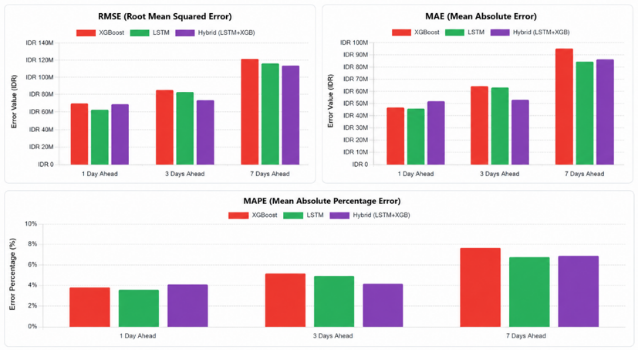 RMSE (Root Mean Squared Error)
XGBoost LSTM Hybrid (LSTM+XGB)
Error Value (IDR)
IDR 140M
IDR 120M
IDR 100M
IDR 80M
IDR 60M
IDR 40M
IDR 20M
IDR 0
1 Day Ahead 3 Days Ahead 7 Days Ahead
MAE (Mean Absolute Error)
XGBoost LSTM Hybrid (LSTM+XGB)
Error Value (IDR)
IDR 100M
IDR 90M
IDR 80M
IDR 70M
IDR 60M
IDR 50M
IDR 40M
IDR 30M
IDR 20M
IDR 10M
IDR 0
1 Day Ahead 3 Days Ahead 7 Days Ahead
MAPE (Mean Absolute Percentage Error)
XGBoost LSTM Hybrid (LSTM+XGB)
Error Percentage (%)
10%
8%
6%
4%
2%
0%
1 Day Ahead 3 Days Ahead 7 Days Ahead